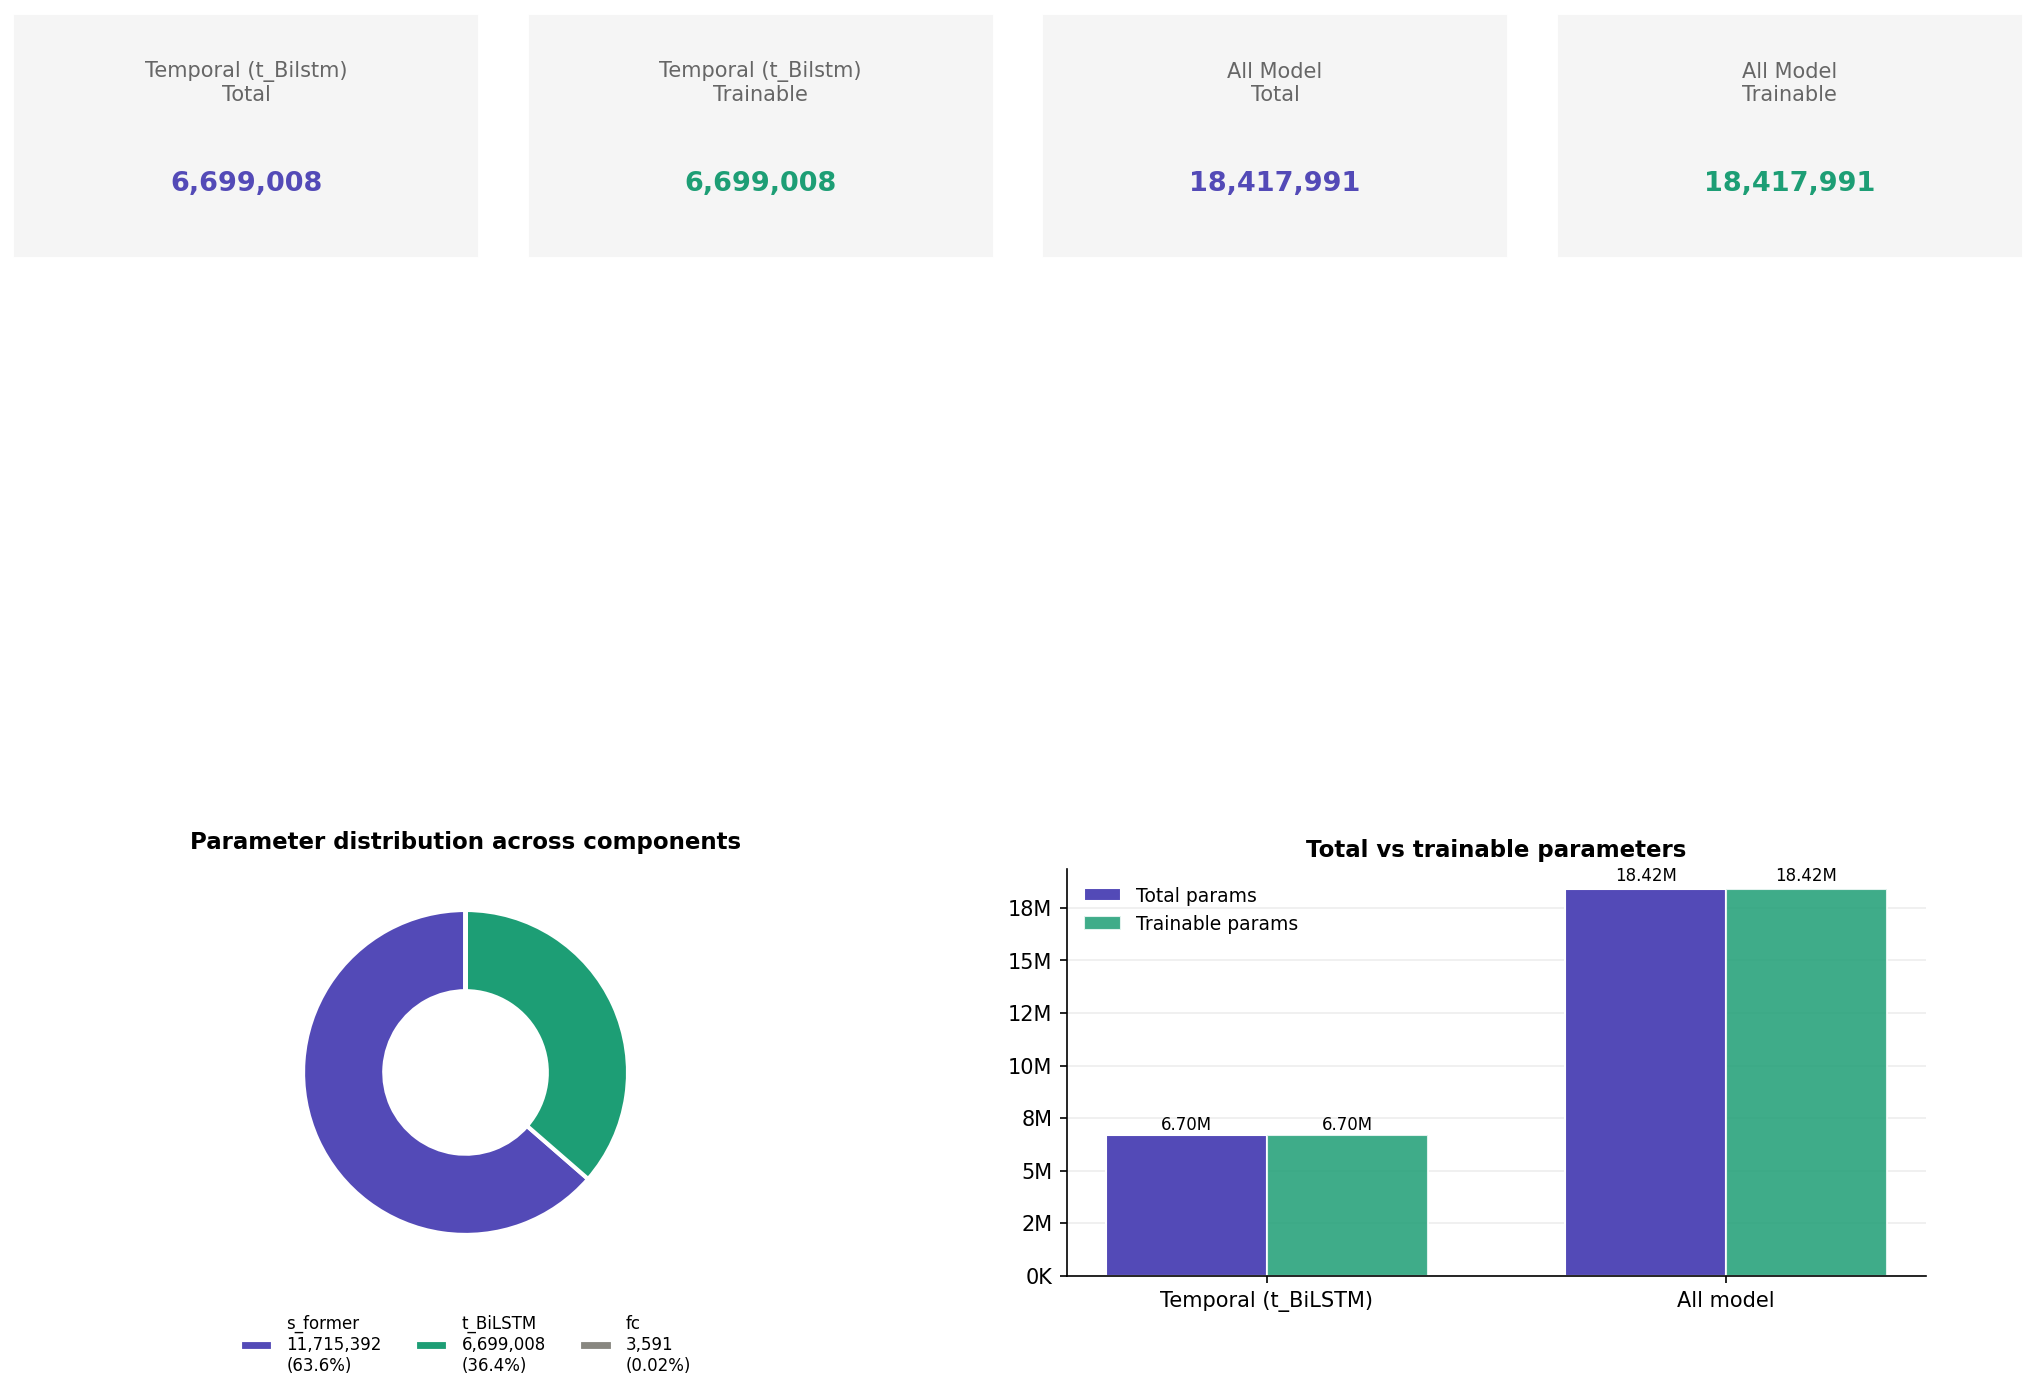 Temporal (t_Bilstm)
Total
6,699,008
Temporal (t_Bilstm)
Trainable
6,699,008
All Model
Total
18,417,991
All Model
Trainable
18,417,991
Parameter distribution across components
s_former
11,715,392
(63.6%)
t_BiLSTM
6,699,008
(36.4%)
fc
3,591
(0.02%)
Total vs trainable parameters
Total params
Trainable params
18M
15M
12M
10M
8M
5M
2M
0K
6.70M
6.70M
18.42M
18.42M
Temporal (t_BiLSTM)
All model